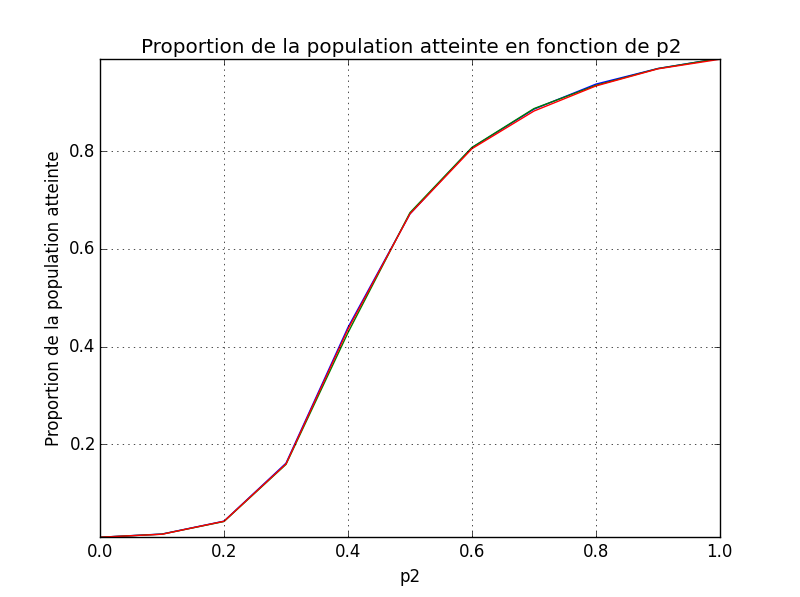 Proportion de la population atteinte en fonction de p2
Proportion de la population atteinte
0.8
0.6
0.4
0.2
0.0 0.2 0.4 0.6 0.8 1.0
p2